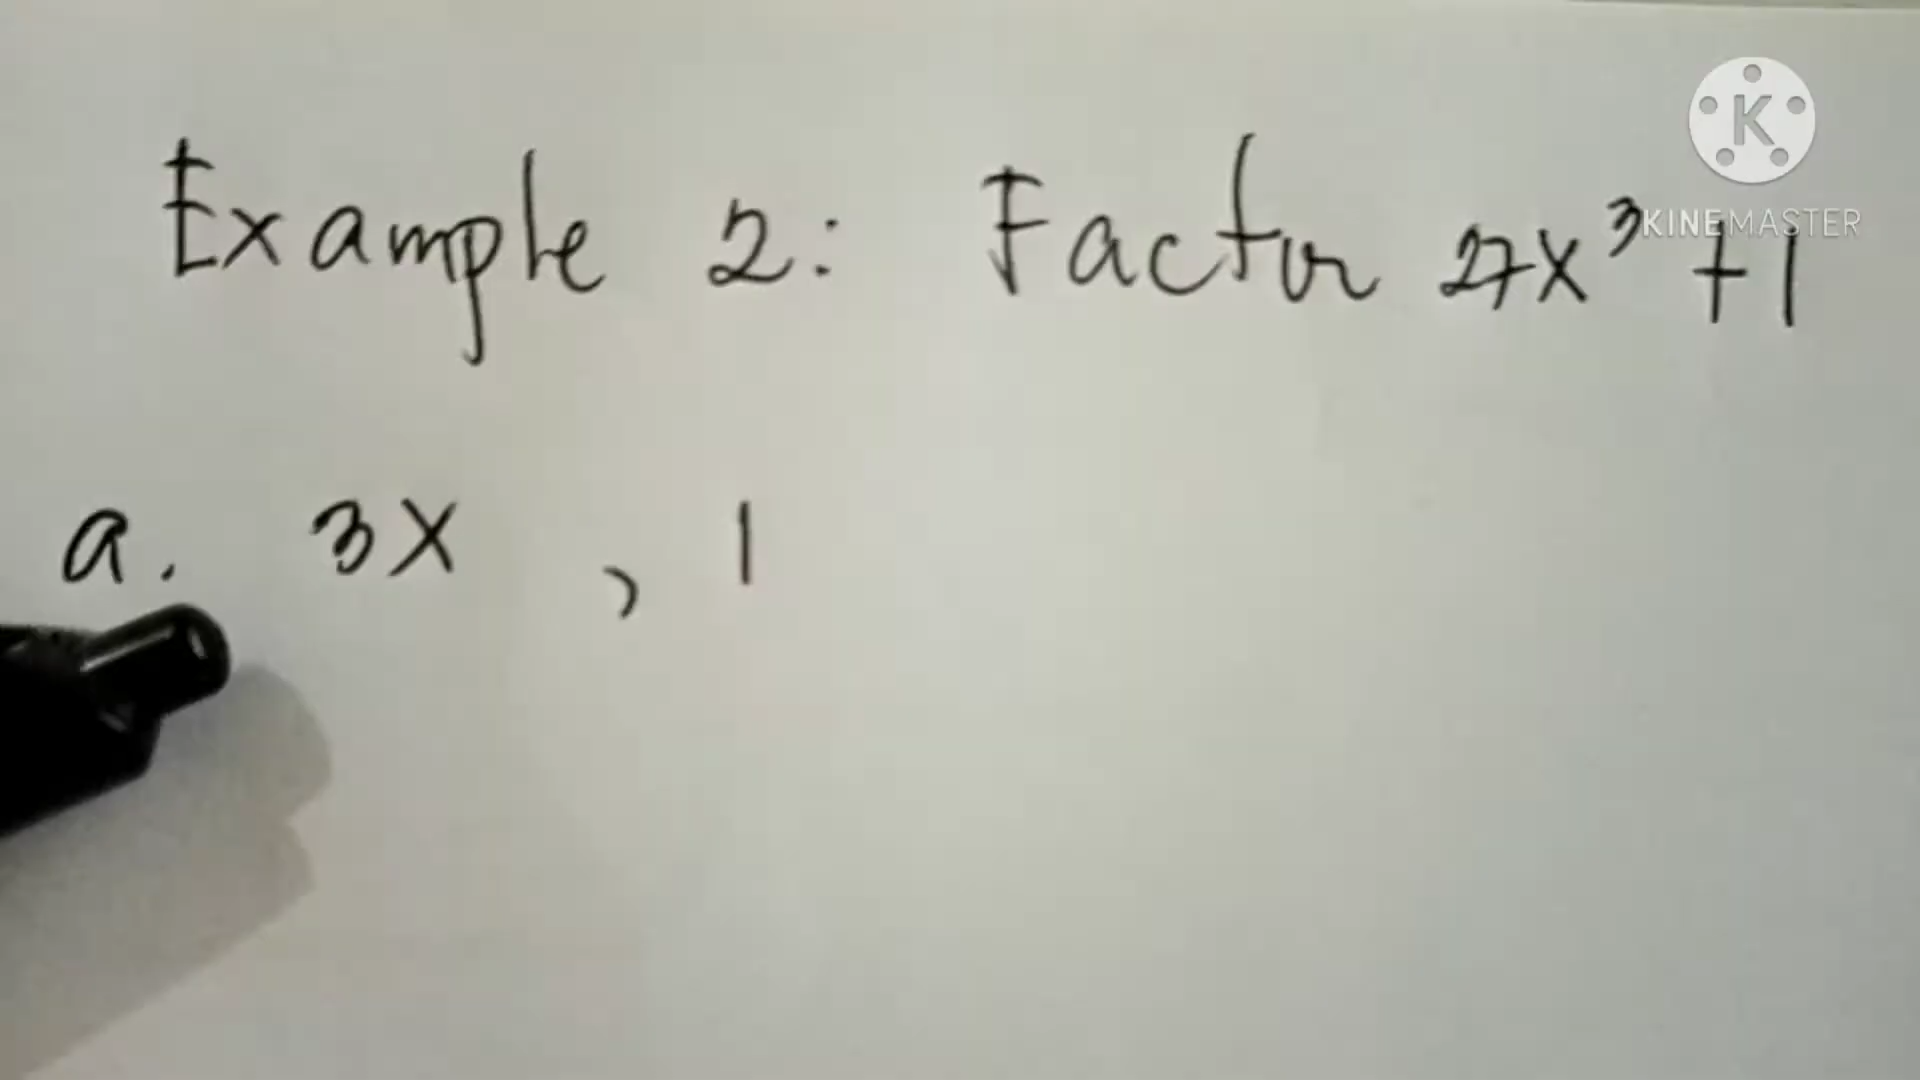 K
KINEMASTER
Example 2: Factor 27x³ + 1
a. 3x , 1